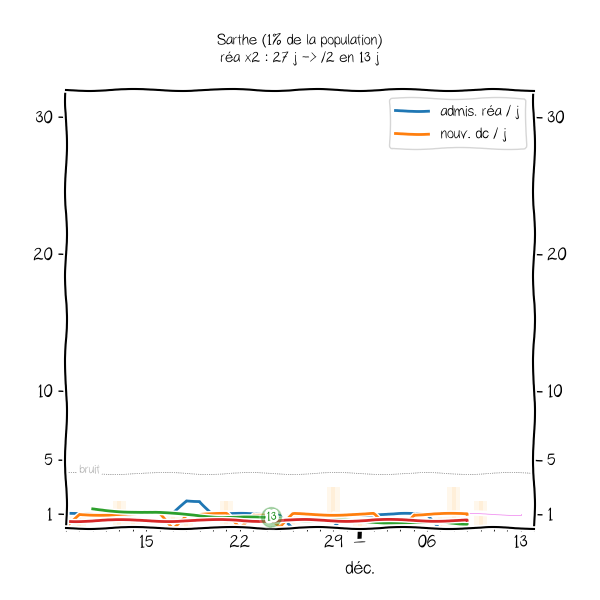 Sarthe (1% de la population)
réa x2 : 27 j -> /2 en 13 j
admis. réa / j
nouv. dc / j
30
30
20
20
10
10
5
5
bruit
1
1
13
15
22
29
1
06
13
déc.